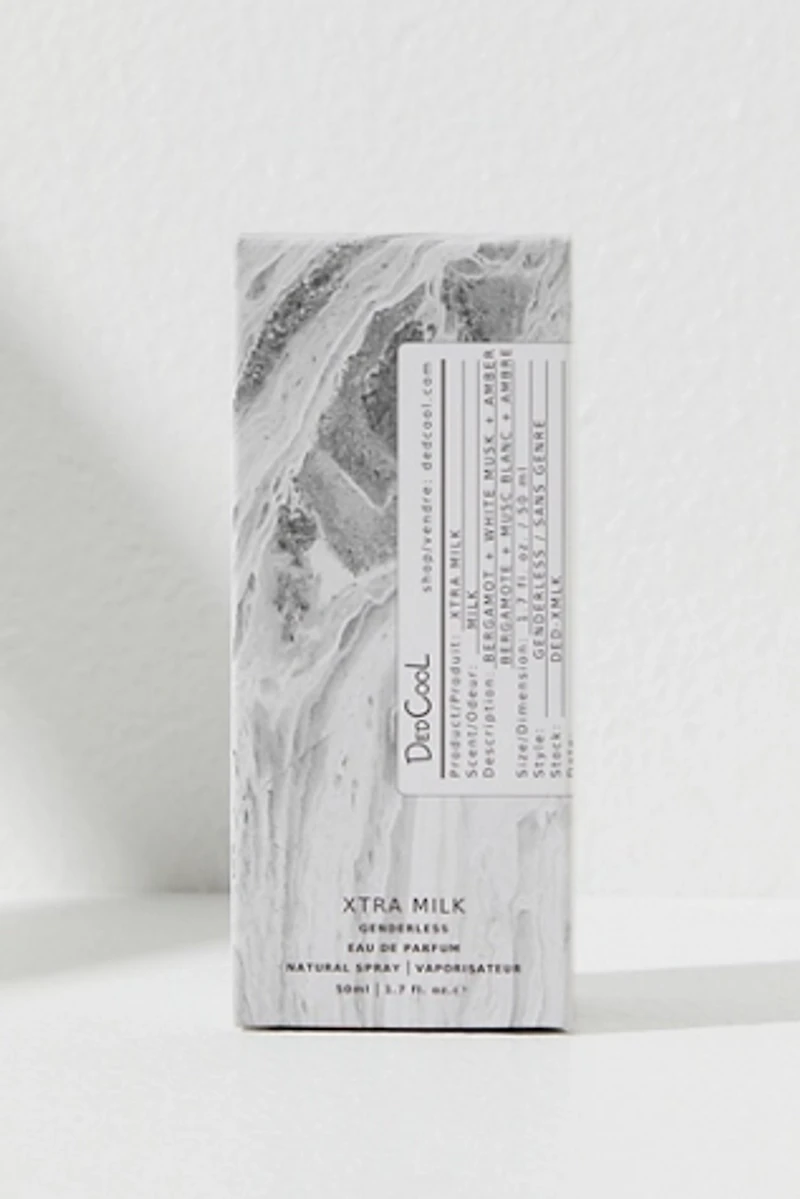 DEDCOOL
shop/vendre: dedcool.com
Product/Produit: XTRA MILK
Scent/Odeur: MILK
Description: BERGAMOT + WHITE MUSK + AMBER
BERGAMOTE + MUSC BLANC + AMBRE
Size/Dimension: 1.7 fl. oz. / 50 ml
Style: GENDERLESS / SANS GENRE
Stock: DED-XMLK
XTRA MILK
GENDERLESS
EAU DE PARFUM
NATURAL SPRAY | VAPORISATEUR
50ml | 1.7 fl. oz.